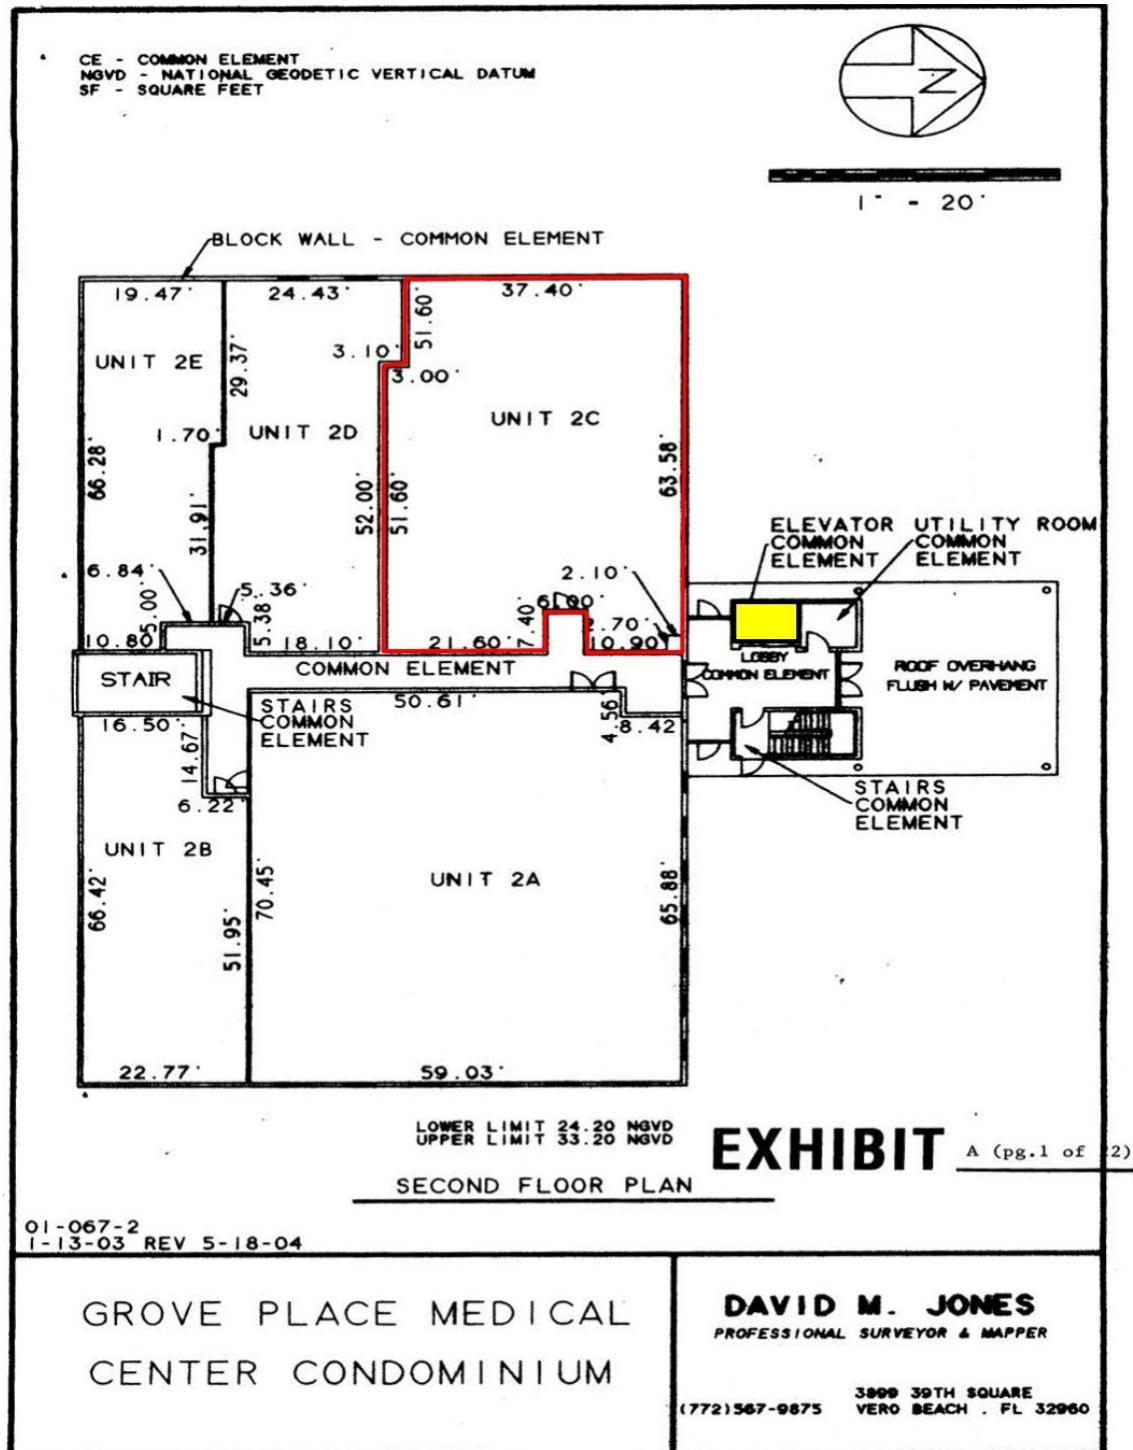 CE - COMMON ELEMENT
NGVD - NATIONAL GEODETIC VERTICAL DATUM
SF - SQUARE FEET
N
1" - 20'
BLOCK WALL - COMMON ELEMENT
19.47'
24.43'
37.40'
51.60'
3.10'
3.00'
UNIT 2E
29.37'
1.70'
UNIT 2D
UNIT 2C
66.28'
31.91'
52.00'
51.60'
63.58'
ELEVATOR
COMMON
ELEMENT
UTILITY ROOM
COMMON
ELEMENT
6.84'
5.36'
5.00'
5.38'
2.10'
6.00'
7.40'
2.70'
10.80'
18.10'
21.60'
10.90'
STAIR
COMMON ELEMENT
LOBBY
COMMON ELEMENT
ROOF OVERHANG
FLUSH W/ PAVEMENT
STAIRS
COMMON
ELEMENT
50.61'
4.56'
8.42'
16.50'
14.67'
6.22'
STAIRS
COMMON
ELEMENT
UNIT 2B
UNIT 2A
66.42'
51.95'
70.45'
65.88'
22.77'
59.03'
LOWER LIMIT 24.20 NGVD
UPPER LIMIT 33.20 NGVD
EXHIBIT A (pg.1 of 2)
SECOND FLOOR PLAN
01-067-2
1-13-03 REV 5-18-04
GROVE PLACE MEDICAL
CENTER CONDOMINIUM
DAVID M. JONES
PROFESSIONAL SURVEYOR & MAPPER
3899 39TH SQUARE
(772)567-9875 VERO BEACH . FL 32960